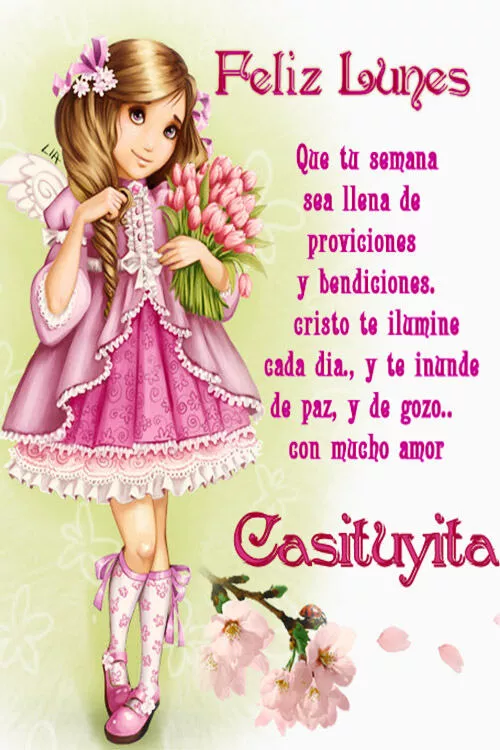 Feliz Lunes
LIA
Que tu semana
sea llena de
proviciones
y bendiciones.
cristo te ilumine
cada dia., y te inunde
de paz, y de gozo..
con mucho amor
Casituyita